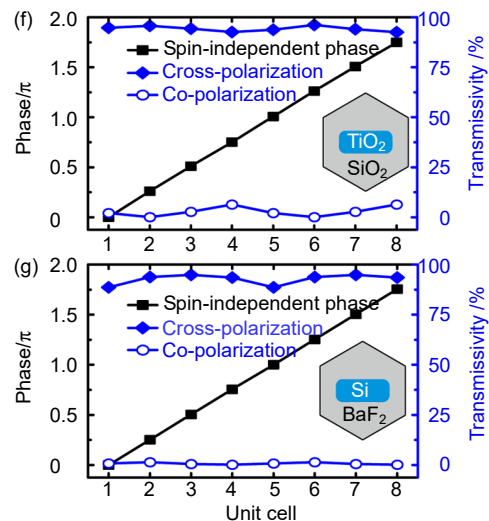 (f)
2.0
1.5
1.0
0.5
0
Phase/π
Spin-independent phase
Cross-polarization
Co-polarization
TiO2
SiO2
100
75
50
25
0
Transmissivity /%
1 2 3 4 5 6 7 8
(g)
2.0
1.5
1.0
0.5
0
Phase/π
Spin-independent phase
Cross-polarization
Co-polarization
Si
BaF2
100
75
50
25
0
Transmissivity /%
1 2 3 4 5 6 7 8
Unit cell